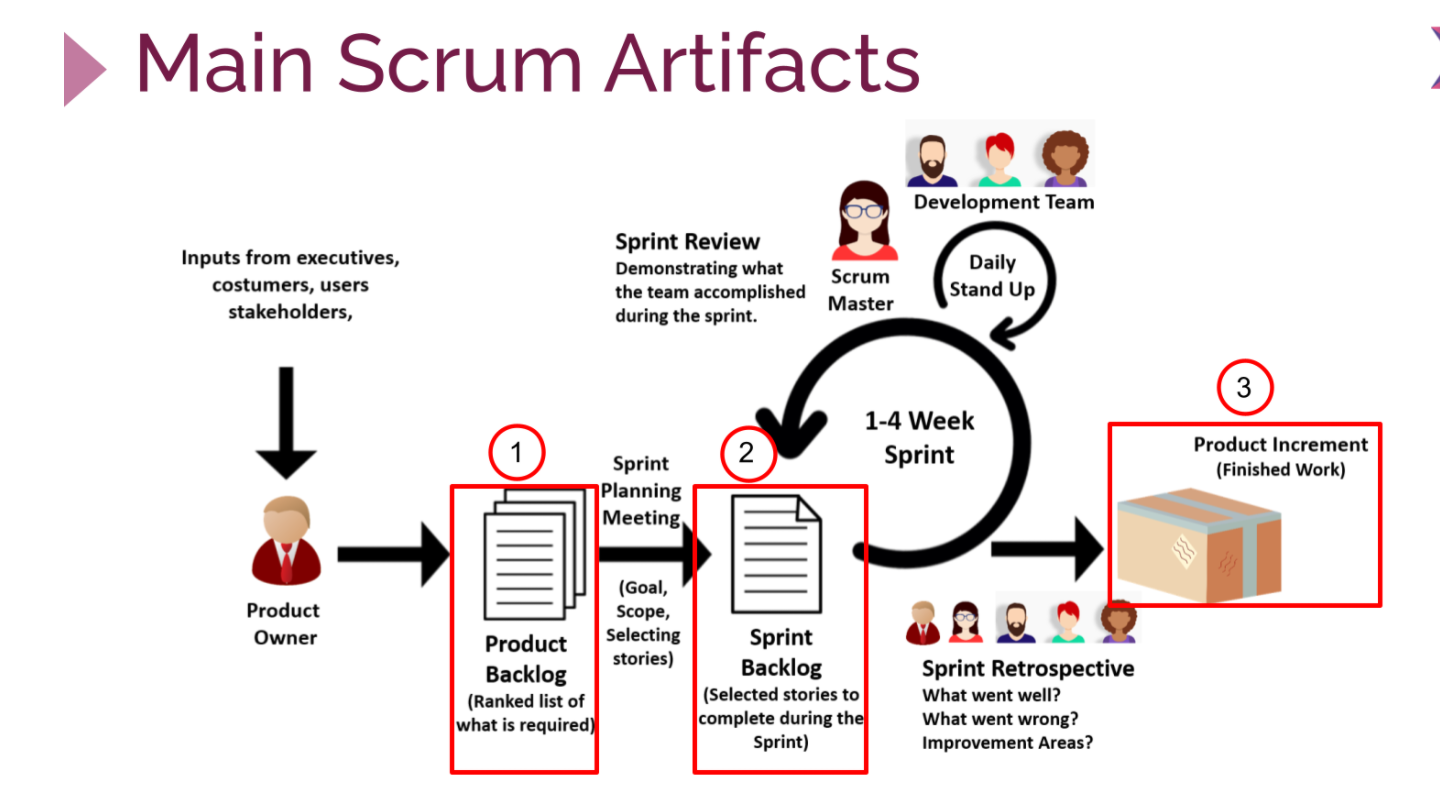 Main Scrum Artifacts
Inputs from executives,
costumers, users
stakeholders,
Product
Owner
1
Product
Backlog
(Ranked list of
what is required)
Sprint
Planning
Meeting
(Goal,
Scope,
Selecting
stories)
2
Sprint
Backlog
(Selected stories to
complete during the
Sprint)
Sprint Review
Demonstrating what
the team accomplished
during the sprint.
Scrum
Master
Development Team
Daily
Stand Up
1-4 Week
Sprint
3
Product Increment
(Finished Work)
Sprint Retrospective
What went well?
What went wrong?
Improvement Areas?